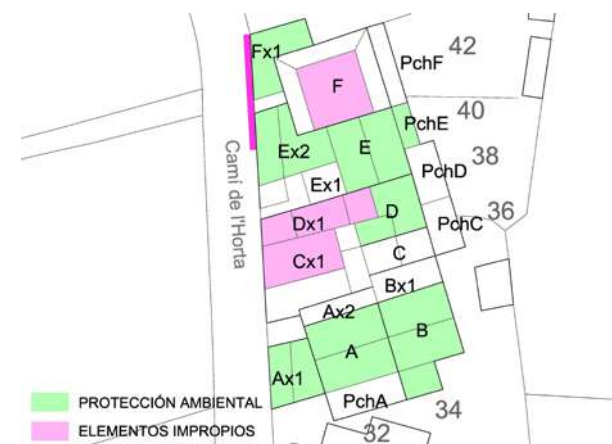 Fx1
42
PchF
F
40
PchE
Ex2
E
38
PchD
Ex1
Camí de l'Horta
36
D
PchC
Dx1
C
Cx1
Bx1
Ax2
B
A
Ax1
PchA
34
PROTECCIÓN AMBIENTAL
ELEMENTOS IMPROPIOS
32